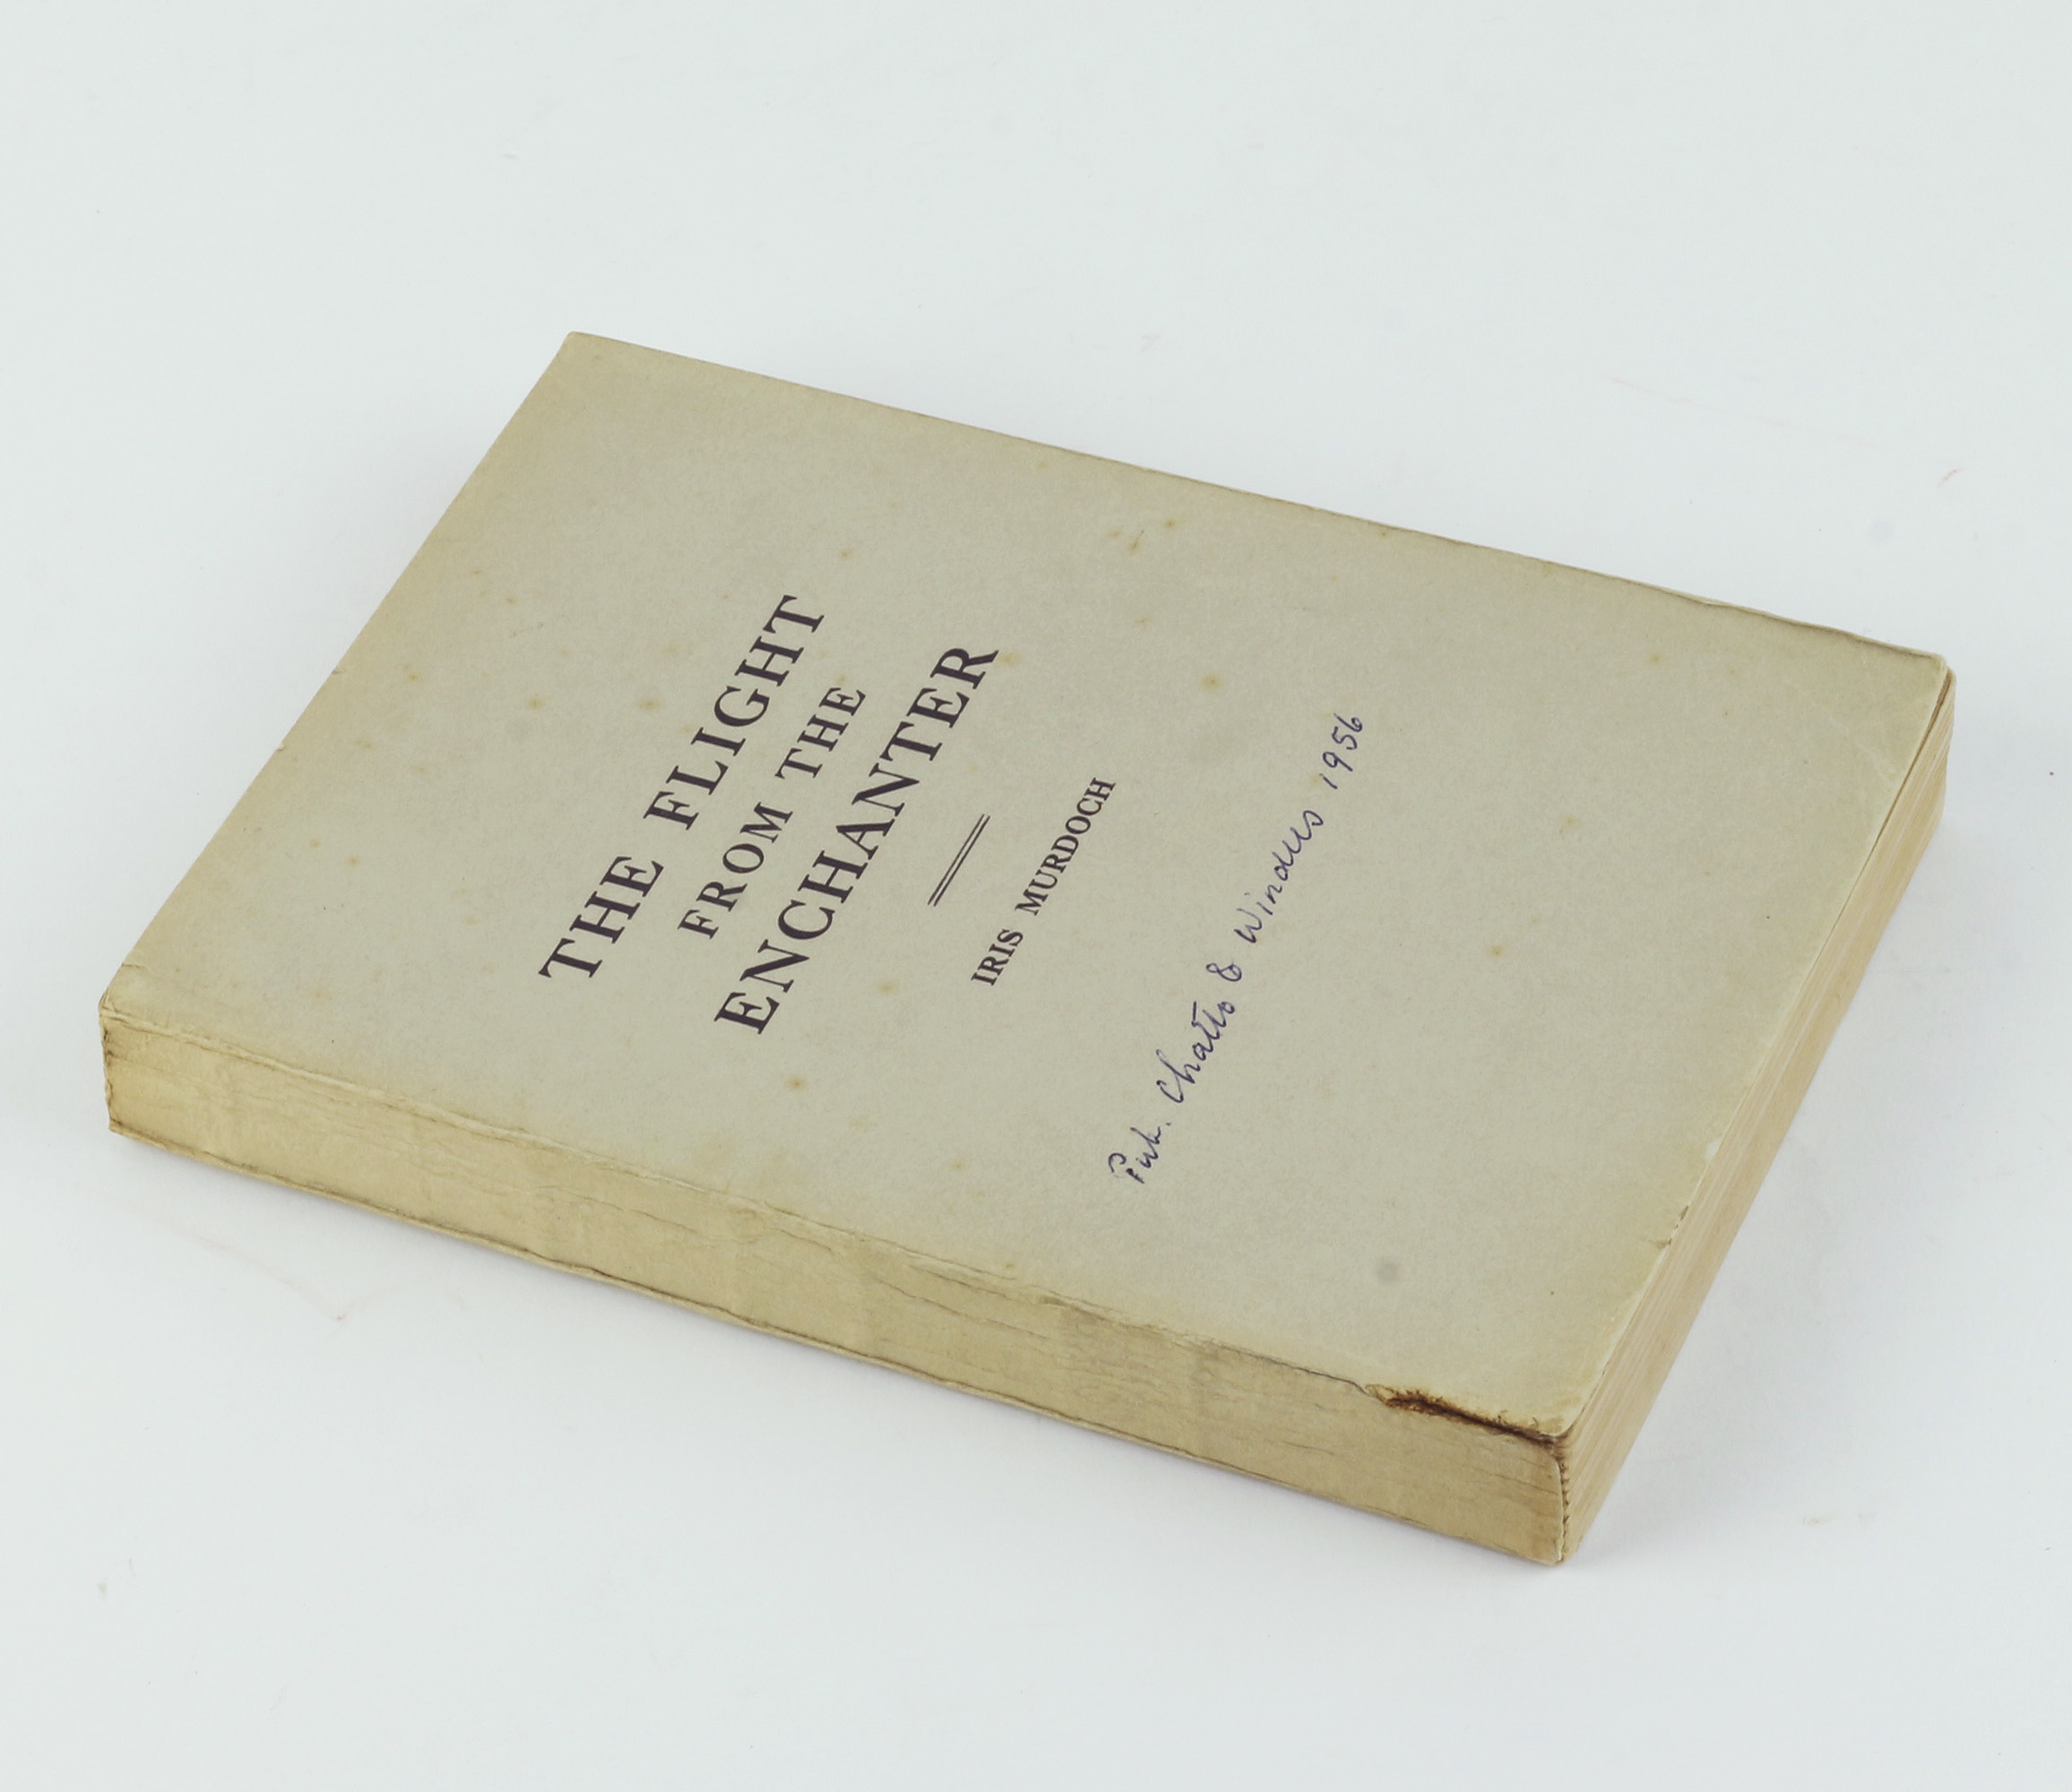 THE FLIGHT
FROM THE
ENCHANTER
IRIS MURDOCH
Pub. Chatto & Windus 1956